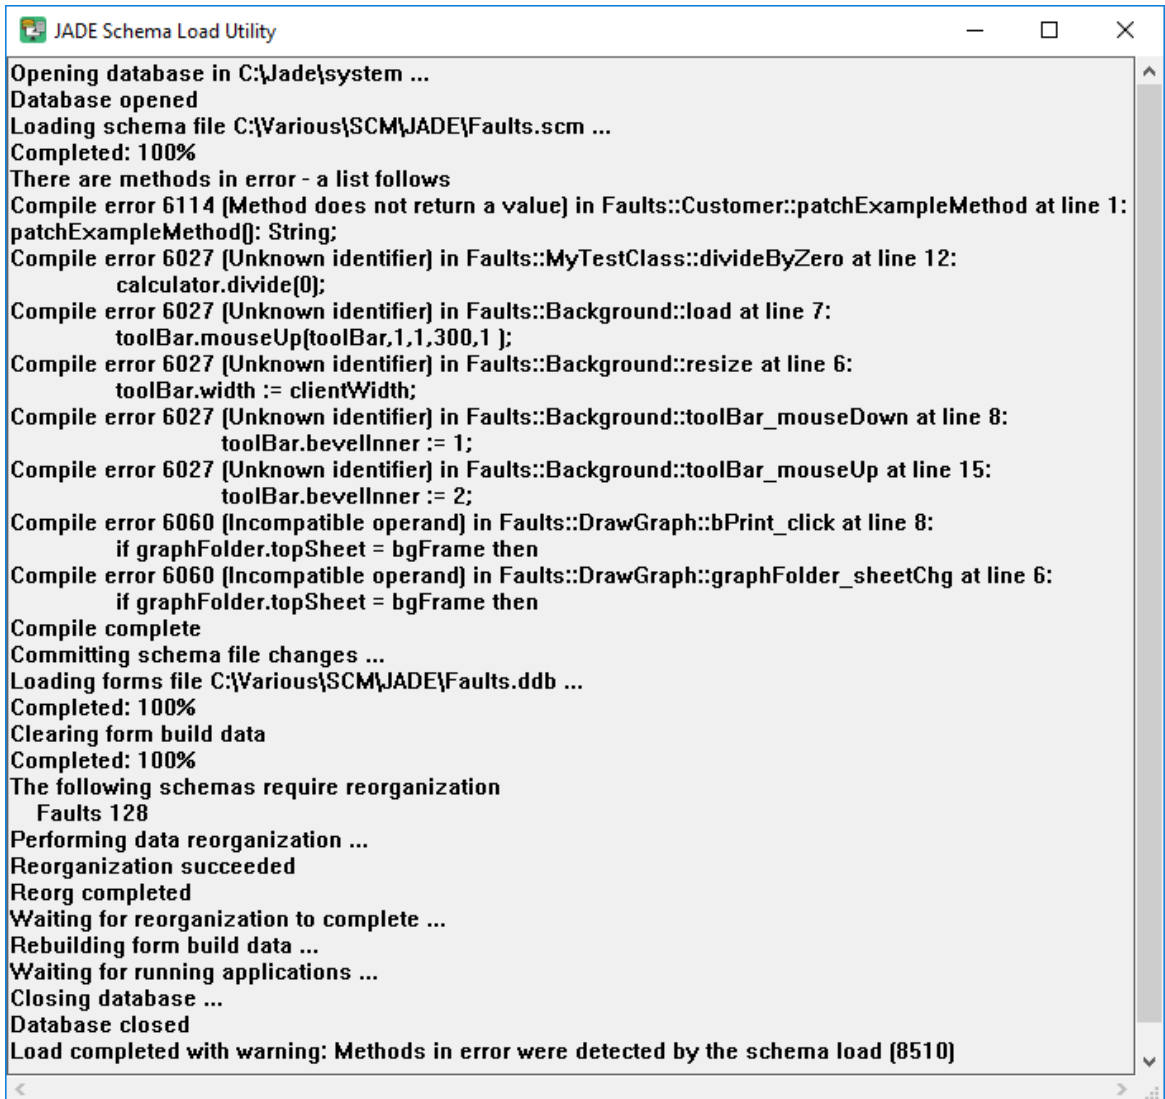 JADE Schema Load Utility
Opening database in C:\Jade\system ...
Database opened
Loading schema file C:\Various\SCM\JADE\Faults.scm ...
Completed: 100%
There are methods in error - a list follows
Compile error 6114 (Method does not return a value) in Faults::Customer::patchExampleMethod at line 1:
patchExampleMethod(): String;
Compile error 6027 (Unknown identifier) in Faults::MyTestClass::divideByZero at line 12:
calculator.divide(0);
Compile error 6027 (Unknown identifier) in Faults::Background::load at line 7:
toolBar.mouseUp(toolBar,1,1,300,1 );
Compile error 6027 (Unknown identifier) in Faults::Background::resize at line 6:
toolBar.width := clientWidth;
Compile error 6027 (Unknown identifier) in Faults::Background::toolBar_mouseDown at line 8:
toolBar.bevelInner := 1;
Compile error 6027 (Unknown identifier) in Faults::Background::toolBar_mouseUp at line 15:
toolBar.bevelInner := 2;
Compile error 6060 (Incompatible operand) in Faults::DrawGraph::bPrint_click at line 8:
if graphFolder.topSheet = bgFrame then
Compile error 6060 (Incompatible operand) in Faults::DrawGraph::graphFolder_sheetChg at line 6:
if graphFolder.topSheet = bgFrame then
Compile complete
Committing schema file changes ...
Loading forms file C:\Various\SCM\JADE\Faults.ddb ...
Completed: 100%
Clearing form build data
Completed: 100%
The following schemas require reorganization
Faults 128
Performing data reorganization ...
Reorganization succeeded
Reorg completed
Waiting for reorganization to complete ...
Rebuilding form build data ...
Waiting for running applications ...
Closing database ...
Database closed
Load completed with warning: Methods in error were detected by the schema load (8510)